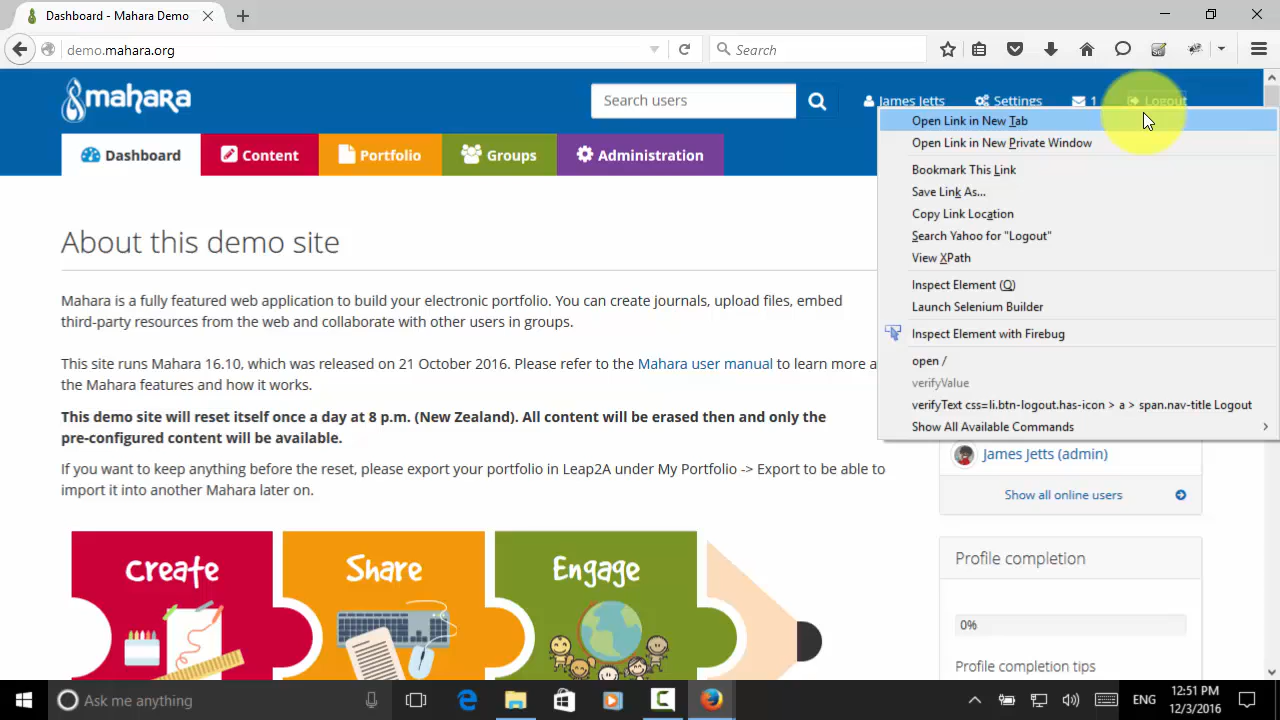 Dashboard - Mahara Demo
demo.mahara.org
Search
mahara
Search users
James Jetts
Settings
1
Logout
Dashboard
Content
Portfolio
Groups
Administration
Open Link in New Tab
Open Link in New Private Window
Bookmark This Link
Save Link As...
Copy Link Location
Search Yahoo for "Logout"
View XPath
Inspect Element (Q)
Launch Selenium Builder
Inspect Element with Firebug
open /
verifyValue
verifyText css=li.btn-logout.has-icon > a > span.nav-title Logout
Show All Available Commands
About this demo site
Mahara is a fully featured web application to build your electronic portfolio. You can create journals, upload files, embed
third-party resources from the web and collaborate with other users in groups.
This site runs Mahara 16.10, which was released on 21 October 2016. Please refer to the Mahara user manual to learn more a
the Mahara features and how it works.
This demo site will reset itself once a day at 8 p.m. (New Zealand). All content will be erased then and only the
pre-configured content will be available.
If you want to keep anything before the reset, please export your portfolio in Leap2A under My Portfolio -> Export to be able to
import it into another Mahara later on.
Create
Share
Engage
James Jetts (admin)
Show all online users
Profile completion
0%
Profile completion tips
Ask me anything
ENG
12:51 PM
12/3/2016